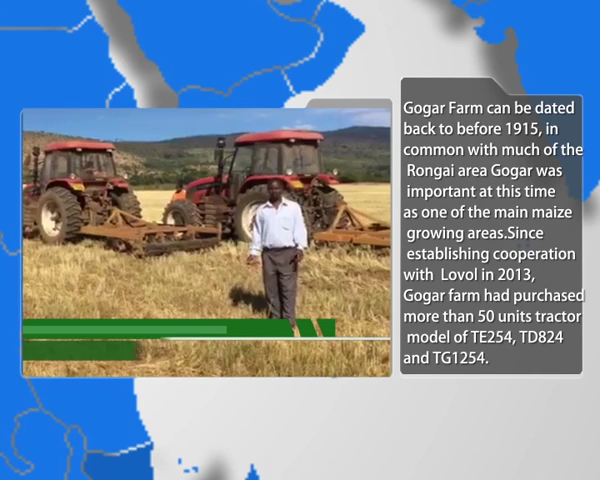 Gogar Farm can be dated
back to before 1915, in
common with much of the
Rongai area Gogar was
important at this time
as one of the main maize
growing areas.Since
establishing cooperation
with Lovol in 2013,
Gogar farm had purchased
more than 50 units tractor
model of TE254, TD824
and TG1254.